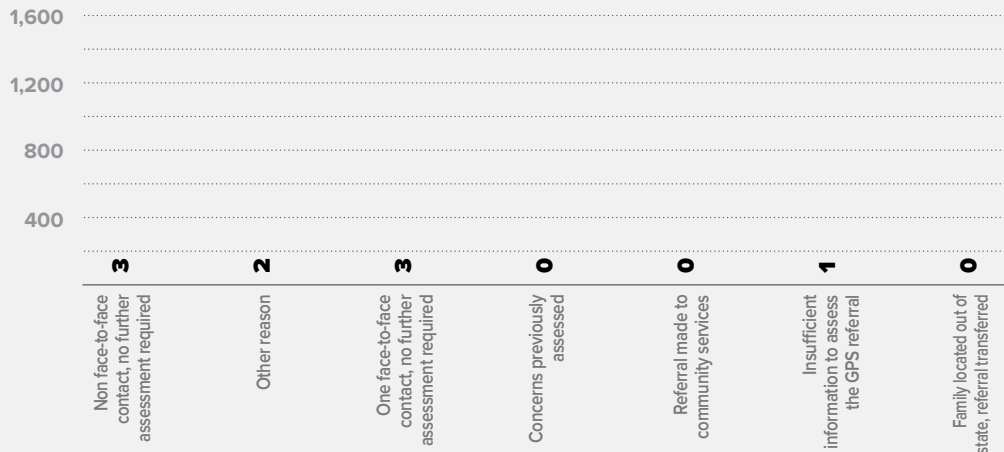 1,600
1,200
800
400
3
2
3
0
0
1
0
Non face-to-face
contact, no further
assessment required
Other reason
One face-to-face
contact, no further
assessment required
Concerns previously
assessed
Referral made to
community services
Insufficient
information to assess
the GPS referral
Family located out of
state, referral transferred